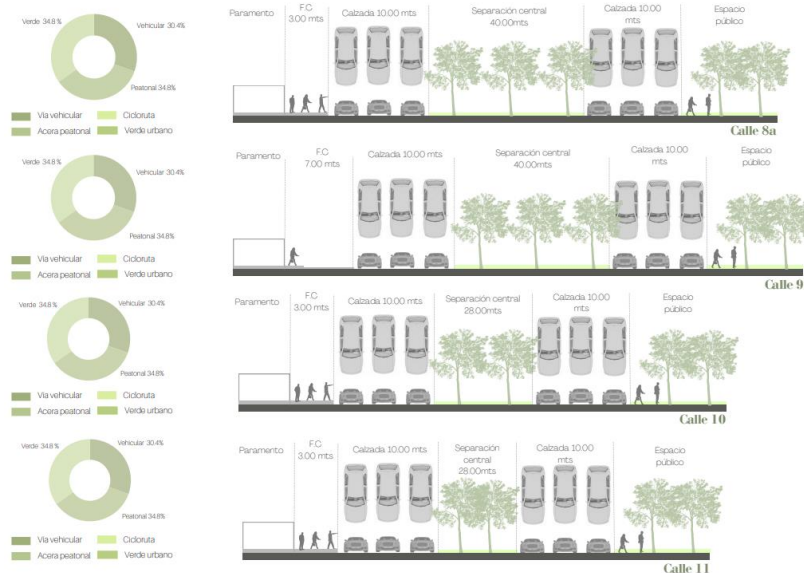 Verde 34.8 %
Vehicular 30.4%
Peatonal 34.8%
Via vehicular
Cicloruta
Acera peatonal
Verde urbano
Paramento
F.C
3.00 mts
Calzada 10.00 mts
Separación central
40.00mts
Calzada 10.00
mts
Espacio
público
Calle 8a
Verde 34.8 %
Vehicular 30.4%
Peatonal 34.8%
Via vehicular
Cicloruta
Acera peatonal
Verde urbano
Paramento
F.C
7.00 mts
Calzada 10.00 mts
Separación central
40.00mts
Calzada 10.00
mts
Espacio
público
Calle 9
Verde 34.8 %
Vehicular 30.4%
Peatonal 34.8%
Via vehicular
Cicloruta
Acera peatonal
Verde urbano
Paramento
F.C
3.00 mts
Calzada 10.00 mts
Separación central
28.00mts
Calzada 10.00
mts
Espacio
público
Calle 10
Verde 34.8 %
Vehicular 30.4%
Peatonal 34.8%
Via vehicular
Cicloruta
Acera peatonal
Verde urbano
Paramento
F.C
3.00 mts
Calzada 10.00 mts
Separación
central
28.00mts
Calzada 10.00
mts
Espacio
público
Calle 11